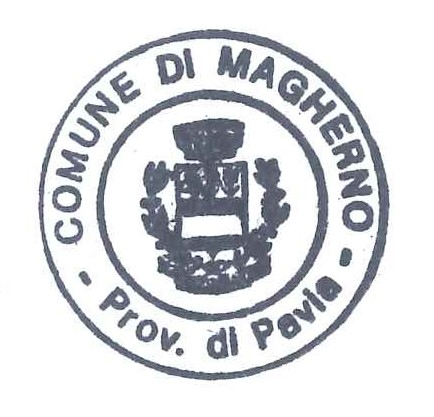 COMUNE DI MAGHERNO
- Prov. di Pavia -